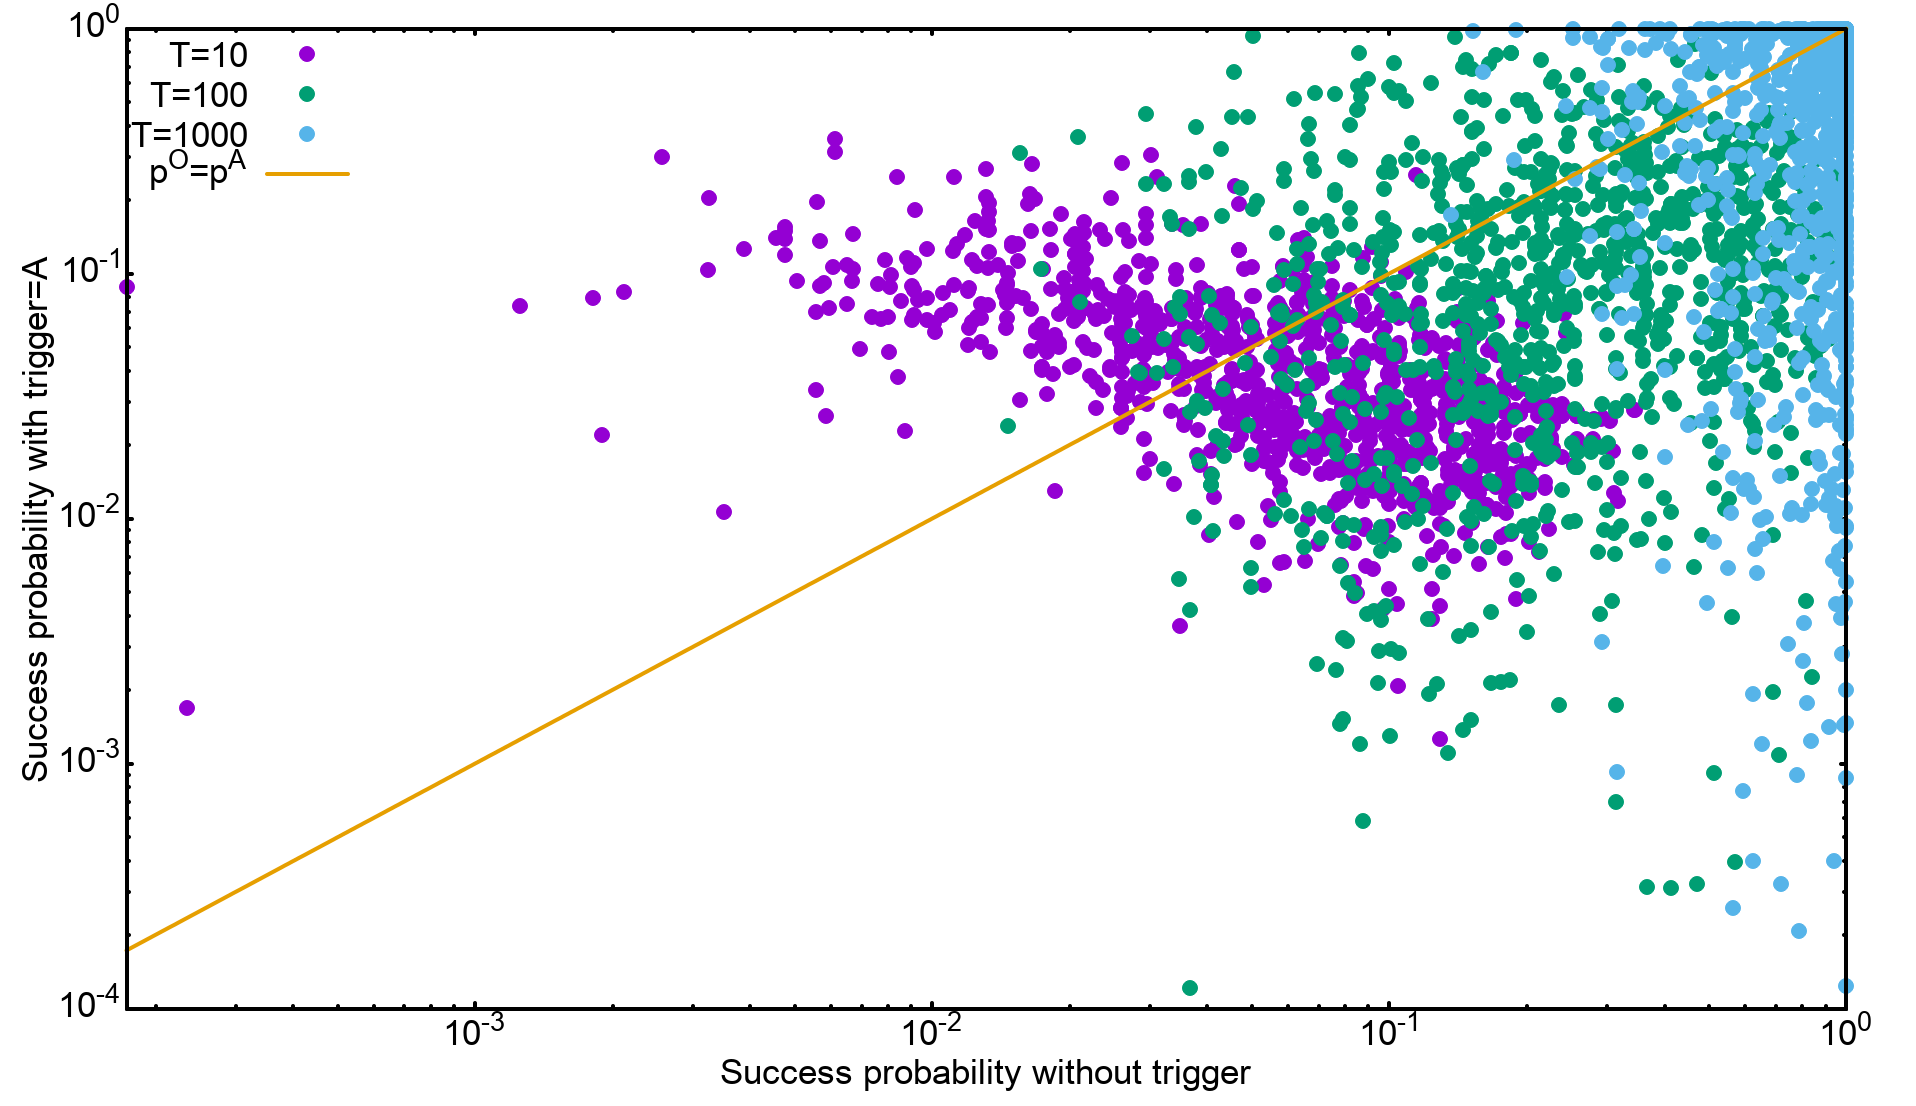 10^0
T=10
T=100
T=1000
p^O=p^A
10^-1
10^-2
10^-3
10^-4
Success probability with trigger=A
10^-3
10^-2
10^-1
10^0
Success probability without trigger